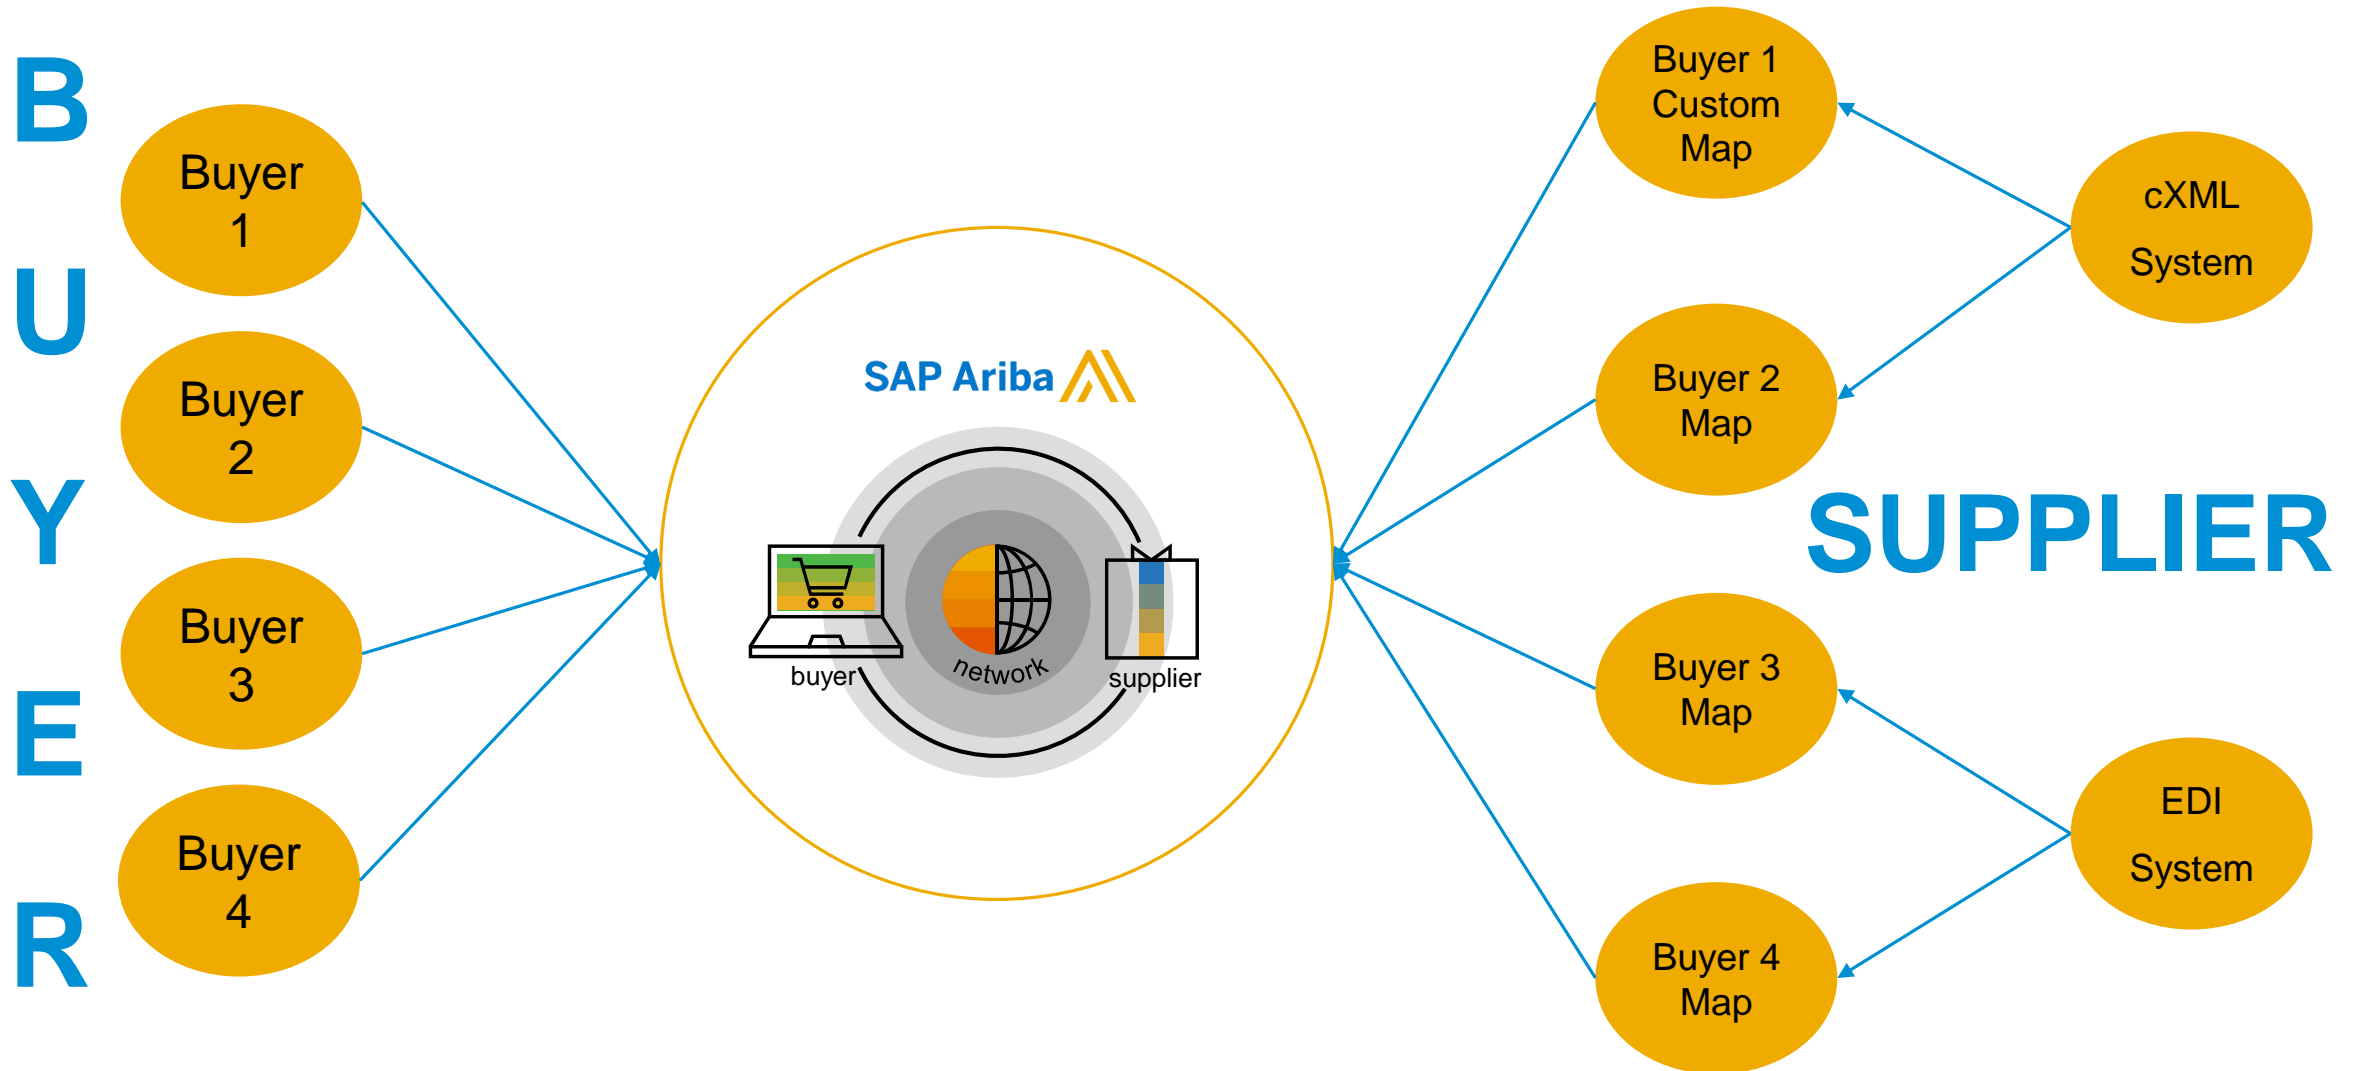 BUYER
Buyer
1
Buyer
2
Buyer
3
Buyer
4
SAP Ariba
buyer
network
supplier
Buyer 1
Custom
Map
Buyer 2
Map
SUPPLIER
Buyer 3
Map
Buyer 4
Map
cXML
System
EDI
System